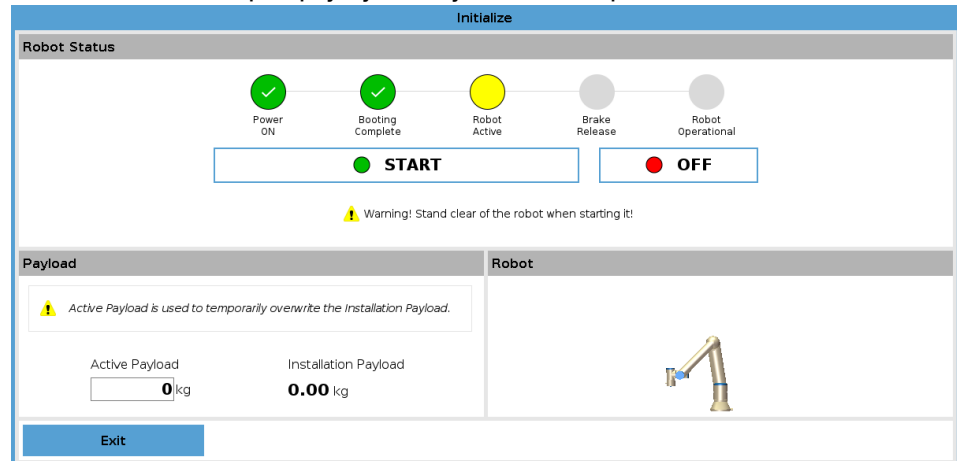 Initialize
Robot Status
Power
ON
Booting
Complete
Robot
Active
Brake
Release
Robot
Operational
START
OFF
Warning! Stand clear of the robot when starting it!
Payload
Robot
Active Payload is used to temporarily overwrite the Installation Payload.
Active Payload
Installation Payload
0 kg
0.00 kg
Exit